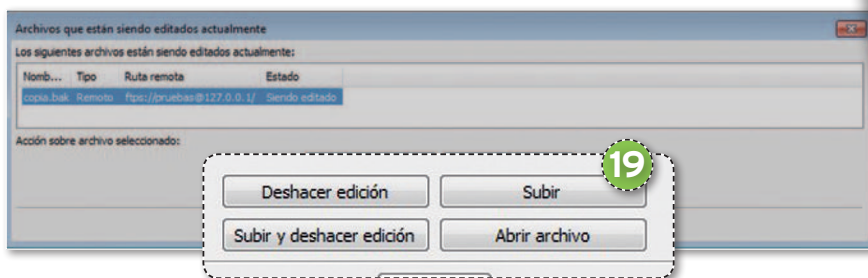 Archivos que están siendo editados actualmente
Los siguientes archivos están siendo editados actualmente:
Nomb... Tipo Ruta remota Estado
copia.bak Remoto ftps://pruebas@127.0.0.1/ Siendo editado
Acción sobre archivo seleccionado:
19
Deshacer edición Subir
Subir y deshacer edición Abrir archivo